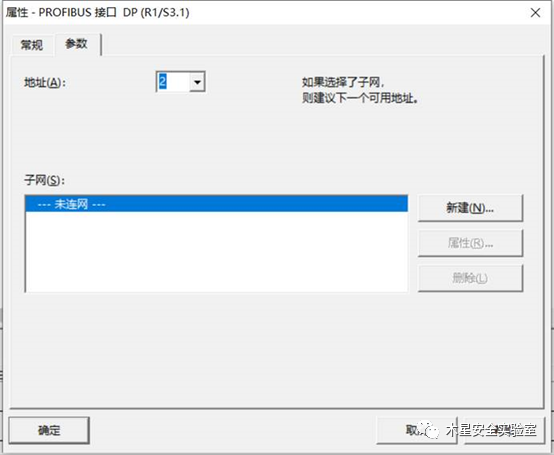 属性 - PROFIBUS 接口  DP (R1/S3.1)
常规
参数
地址(A):
2
如果选择了子网,
则建议下一个可用地址。
子网(S):
--- 未连网 ---
新建(N)...
属性(R)...
删除(L)
确定
取
木星安全实验室